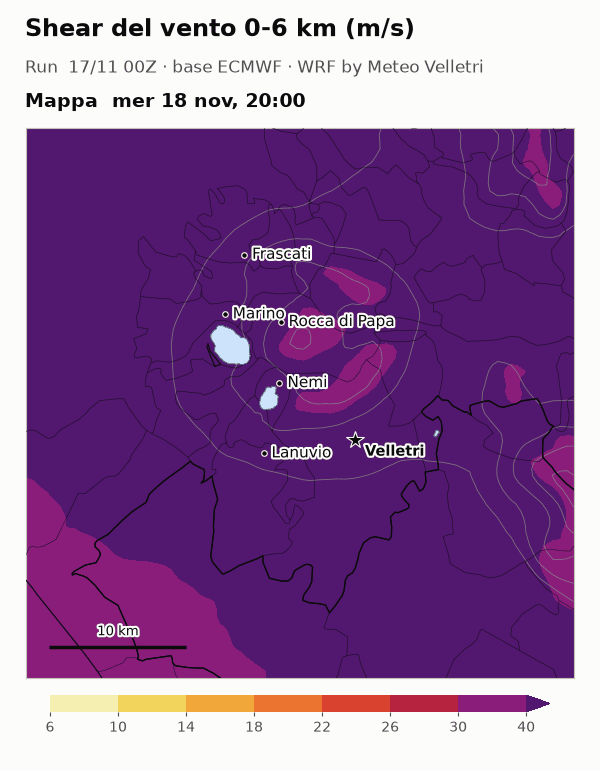 Shear del vento 0-6 km (m/s)
Run 17/11 00Z · base ECMWF · WRF by Meteo Velletri
Mappa mer 18 nov, 20:00
Frascati
Marino
Rocca di Papa
Nemi
Lanuvio
Velletri
10 km
6 10 14 18 22 26 30 40